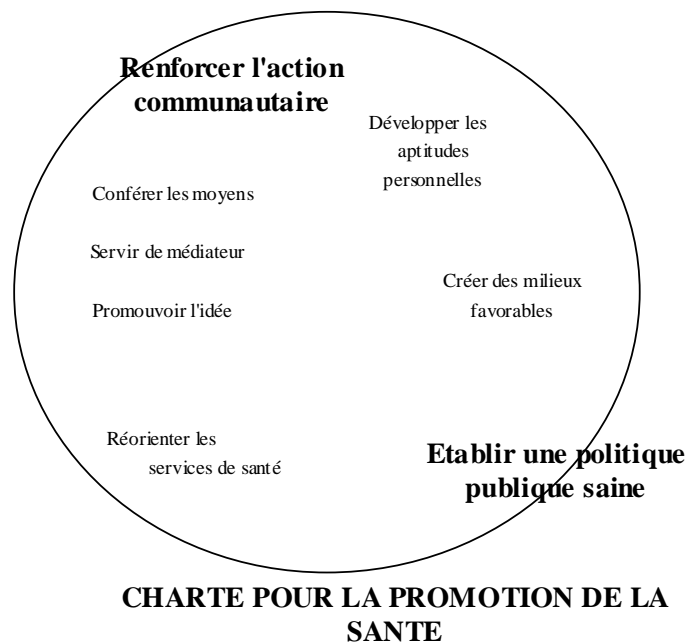 Renforcer l'action
communautaire
Développer les
aptitudes
personnelles
Conférer les moyens
Servir de médiateur
Promouvoir l'idée
Créer des milieux
favorables
Réorienter les
services de santé
Etablir une politique
publique saine
CHARTE POUR LA PROMOTION DE LA
SANTE